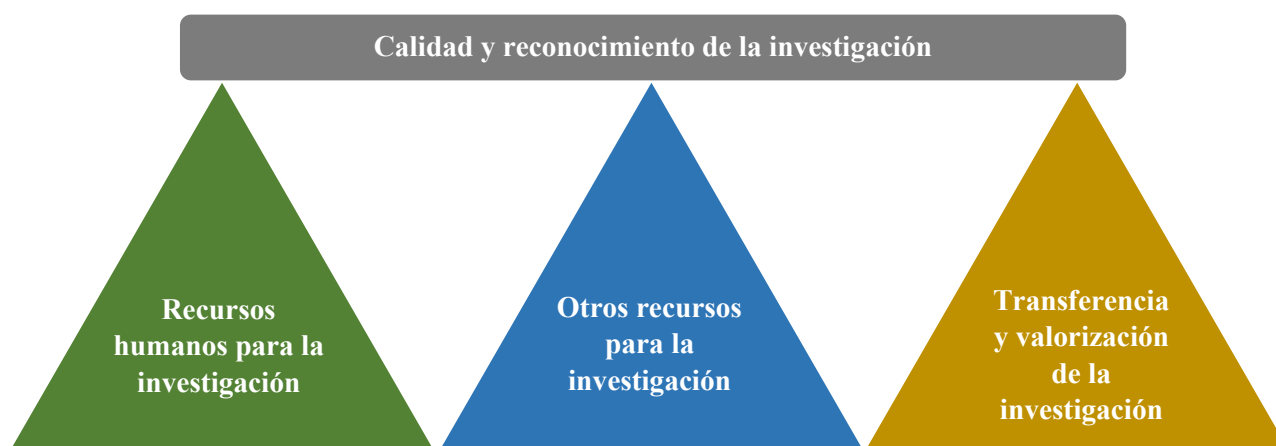 Calidad y reconocimiento de la investigación
Recursos
humanos para la
investigación
Otros recursos
para la
investigación
Transferencia
y valorización
de la
investigación